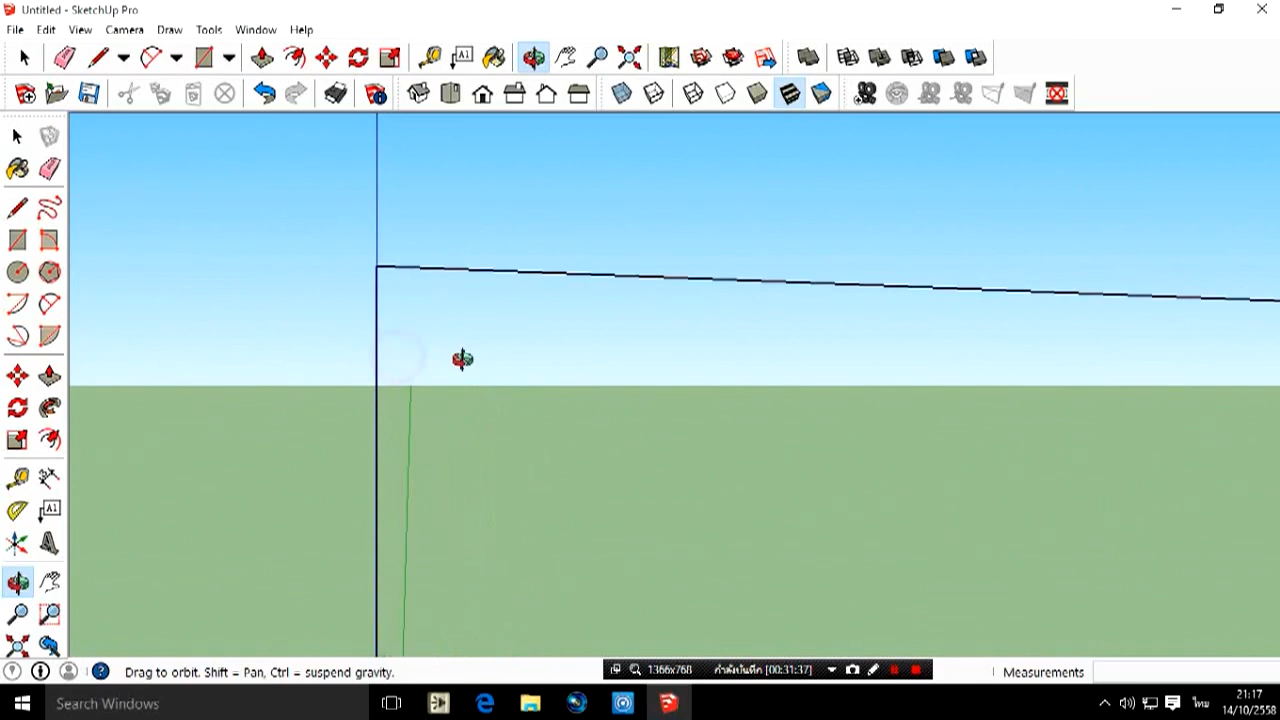 Untitled - SketchUp Pro
File Edit View Camera Draw Tools Window Help
A1
A1
Drag to orbit. Shift = Pan, Ctrl = suspend gravity.
1366x768 กำลังบันทึก [00:31:37]
Measurements
Search Windows
ไทย
21:17
14/10/2558